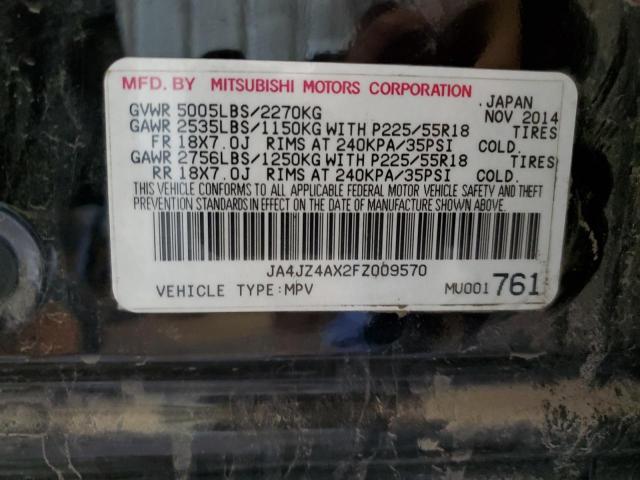 MFD. BY MITSUBISHI MOTORS CORPORATION
GVWR 5005LBS/2270KG , JAPAN
GAWR 2535LBS/1150KG WITH P225/55R18 NOV 2014 TIRES
FR 18X7.0J RIMS AT 240KPA/35PSI COLD.
GAWR 2756LBS/1250KG WITH P225/55R18 TIRES
RR 18X7.0J RIMS AT 240KPA/35PSI COLD.
THIS VEHICLE CONFORMS TO ALL APPLICABLE FEDERAL MOTOR VEHICLE SAFETY AND THEFT
PREVENTION STANDARDS IN EFFECT ON THE DATE OF MANUFACTURE SHOWN ABOVE.
JA4JZ4AX2FZ009570
VEHICLE TYPE:MPV MU001 761